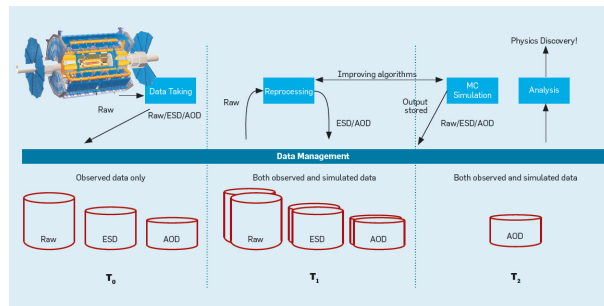 Physics Discovery!
Improving algorithms
Data Taking
Raw
Raw/ESD/AOD
Raw
Reprocessing
ESD/AOD
MC
Simulation
Output
stored
Raw/ESD/AOD
Analysis
Data Management
Observed data only
Both observed and simulated data
Both observed and simulated data
Raw
ESD
AOD
Raw
ESD
AOD
AOD
T0
T1
T2